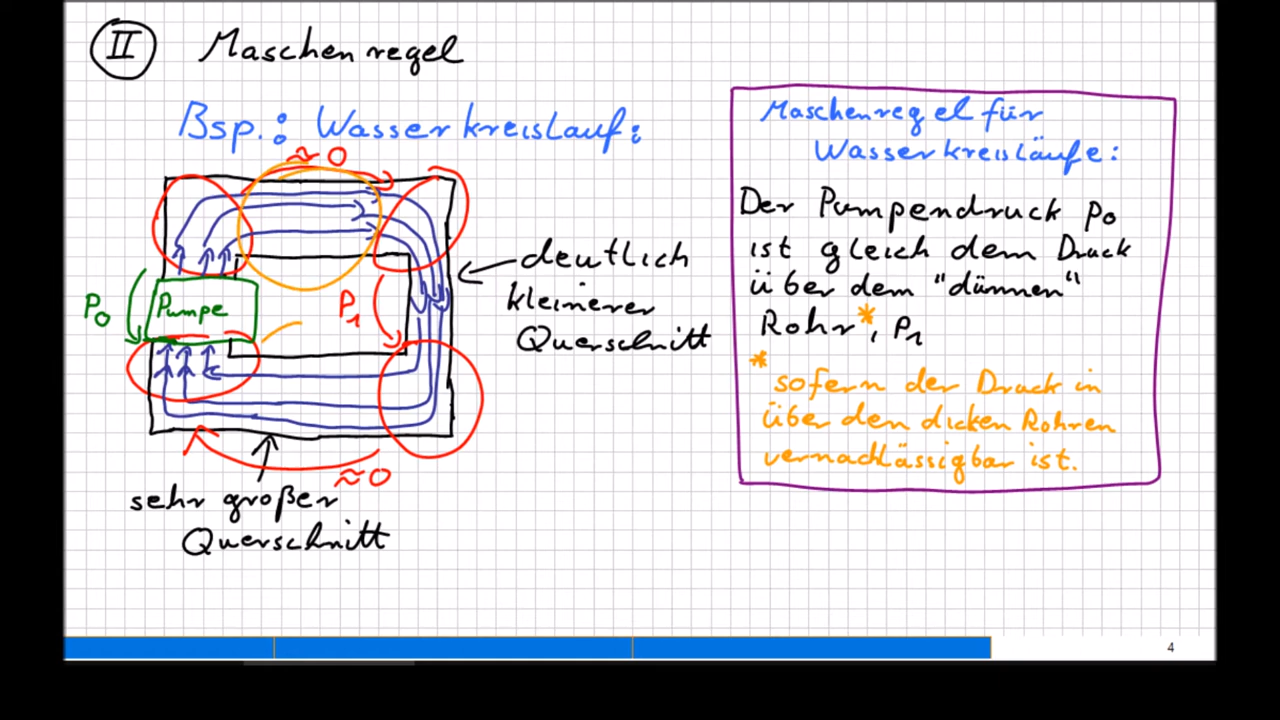 II Maschenregel
Bsp.: Wasserkreislauf:
≈ 0
P0
Pumpe
P1
deutlich
kleinerer
Querschnitt
≈ 0
sehr großer
Querschnitt
Maschenregel für
Wasserkreisläufe:
Der Pumpendruck p0
ist gleich dem Druck
über dem "dünnen"
Rohr*, P1
*
sofern der Druck in
über den dicken Rohren
vernachlässigbar ist.
4